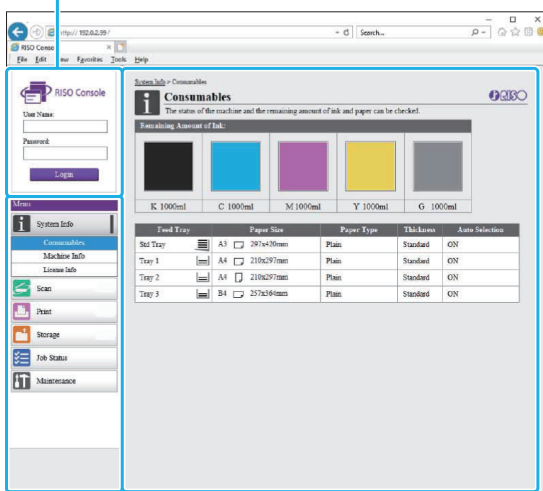 http://192.0.2.99/
Search...
RISO Conso
File Edit ew Favorites Tools Help
RISO Console
User Name:
Password:
Login
Menu
System Info
Consumables
Machine Info
License Info
Scan
Print
Storage
Job Status
Maintenance
System Info > Consumables
Consumables
RISO
The status of the machine and the remaining amount of ink and paper can be checked.
Remaining Amount of Ink:
K 1000ml C 1000ml M 1000ml Y 1000ml G 1000ml
Feed Tray Paper Size Paper Type Thickness Auto Selection
Std Tray A3 297x420mm Plain Standard ON
Tray 1 A4 210x297mm Plain Standard ON
Tray 2 A4 210x297mm Plain Standard ON
Tray 3 B4 257x364mm Plain Standard ON